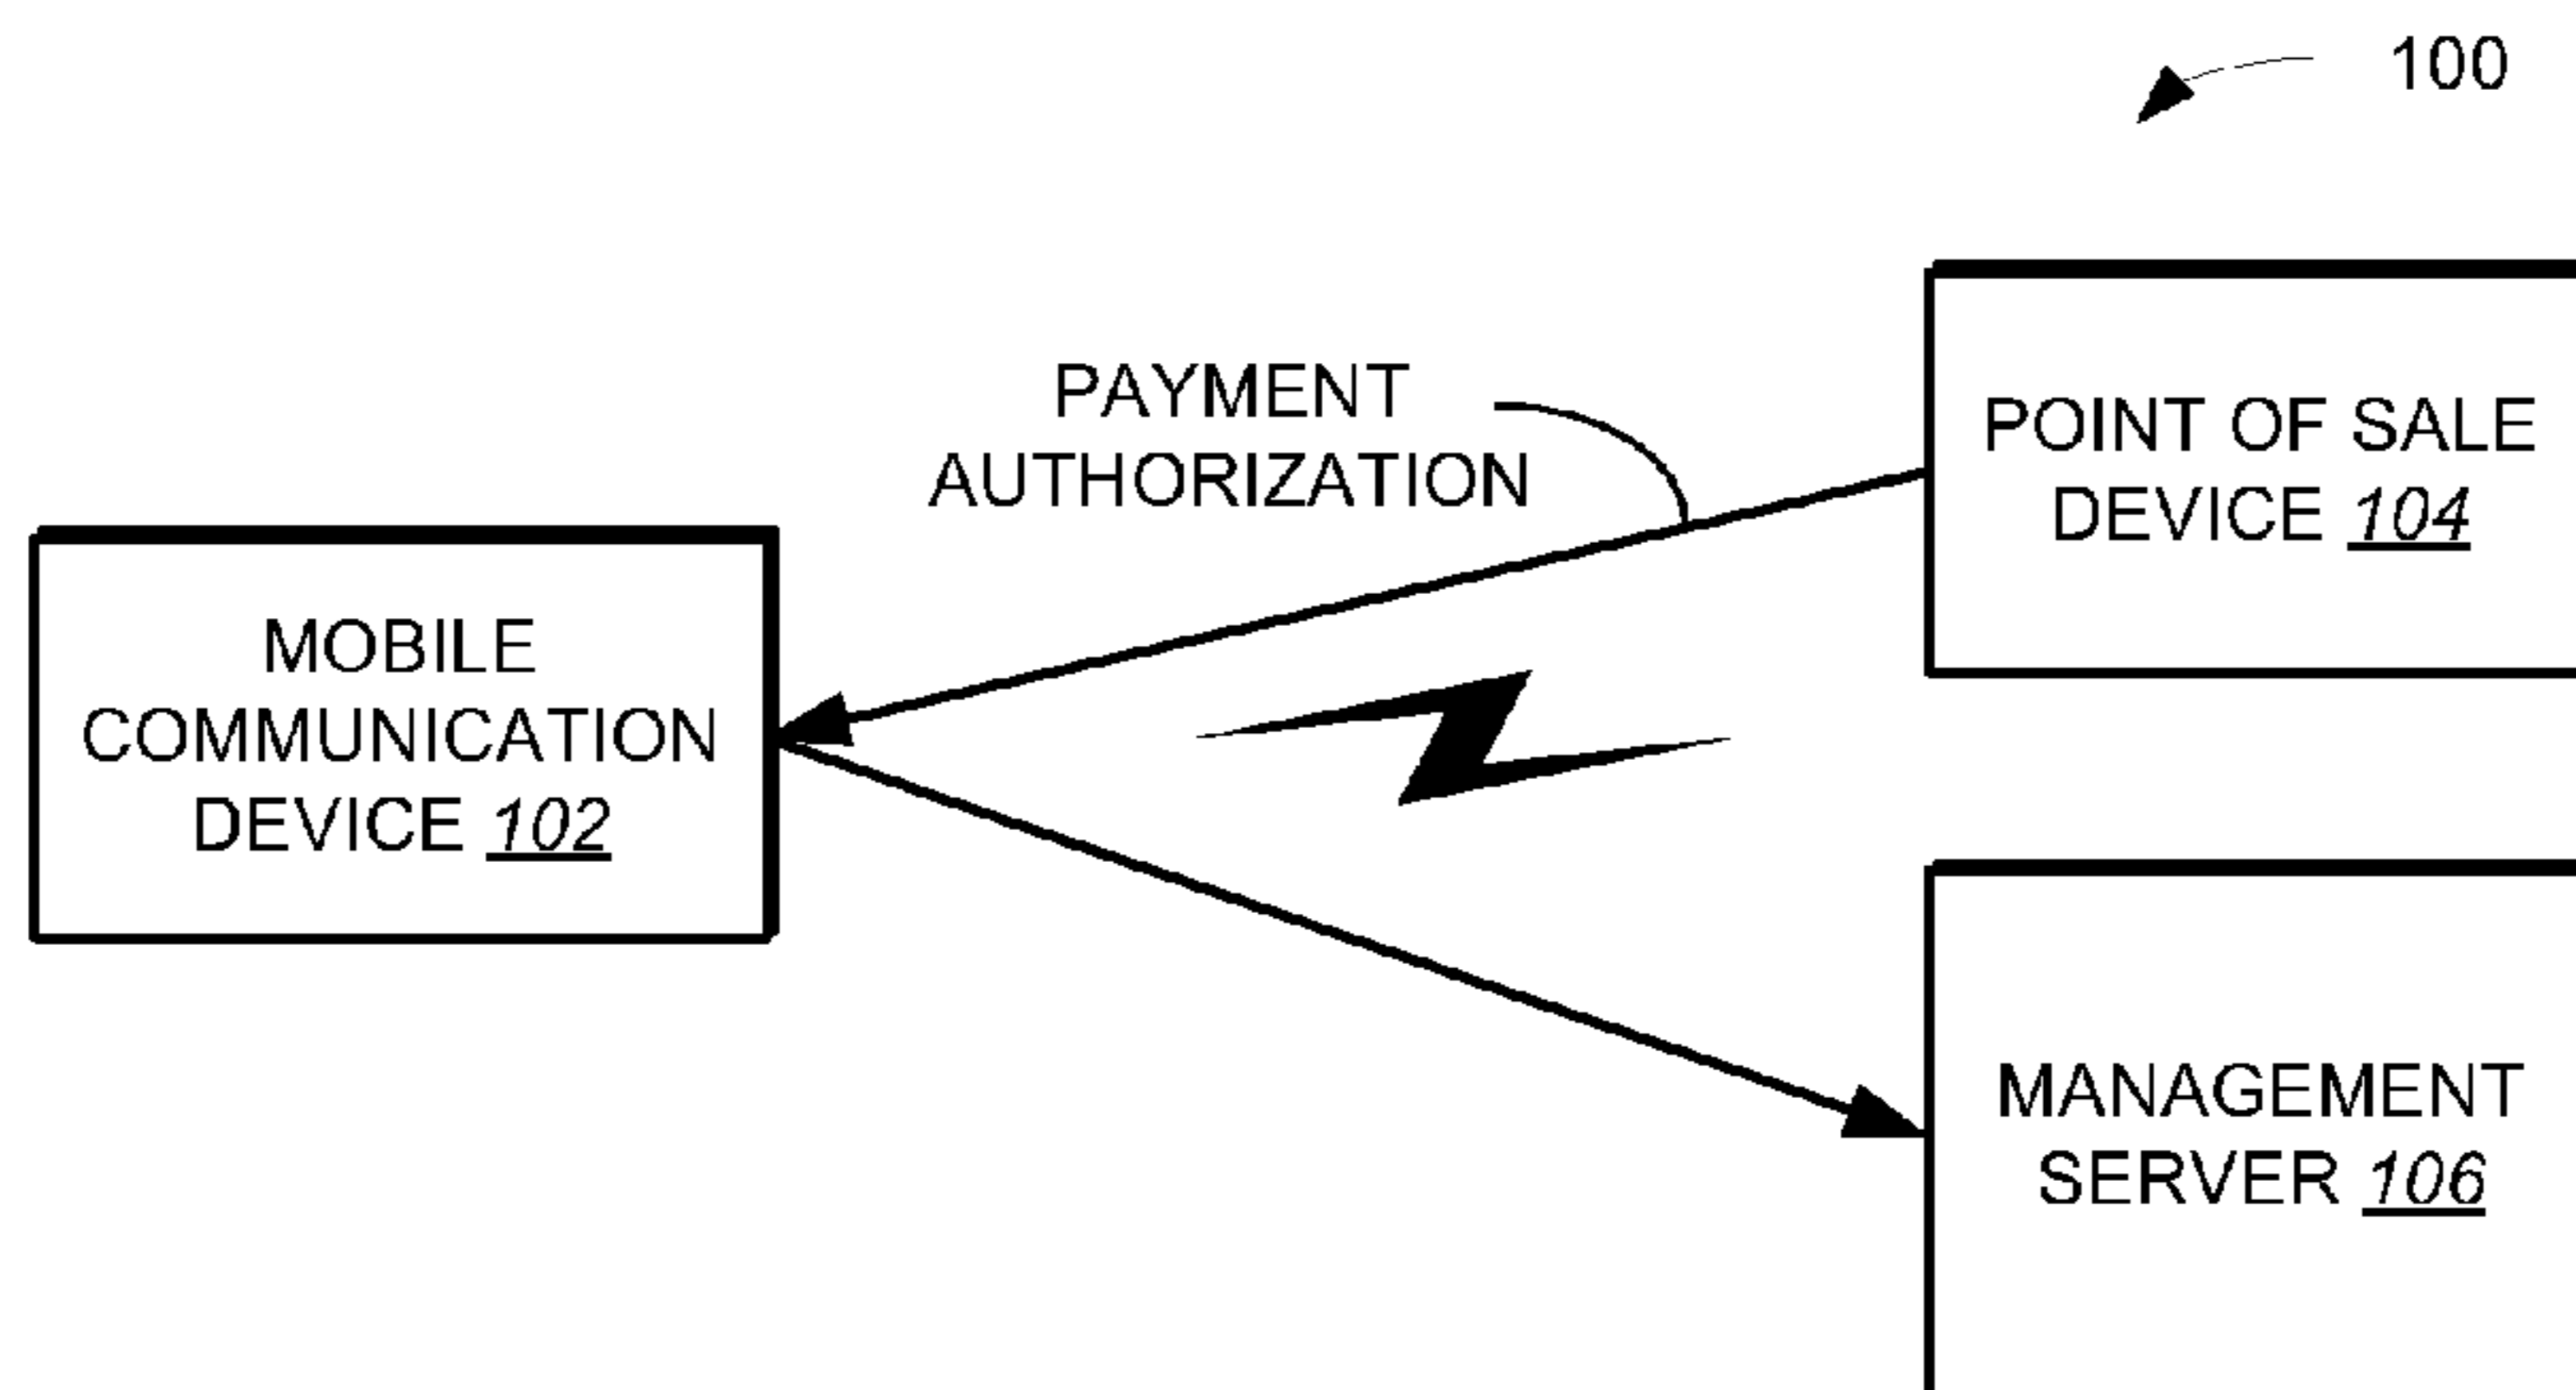 100
PAYMENT
AUTHORIZATION
POINT OF SALE
DEVICE 104
MOBILE
COMMUNICATION
DEVICE 102
MANAGEMENT
SERVER 106